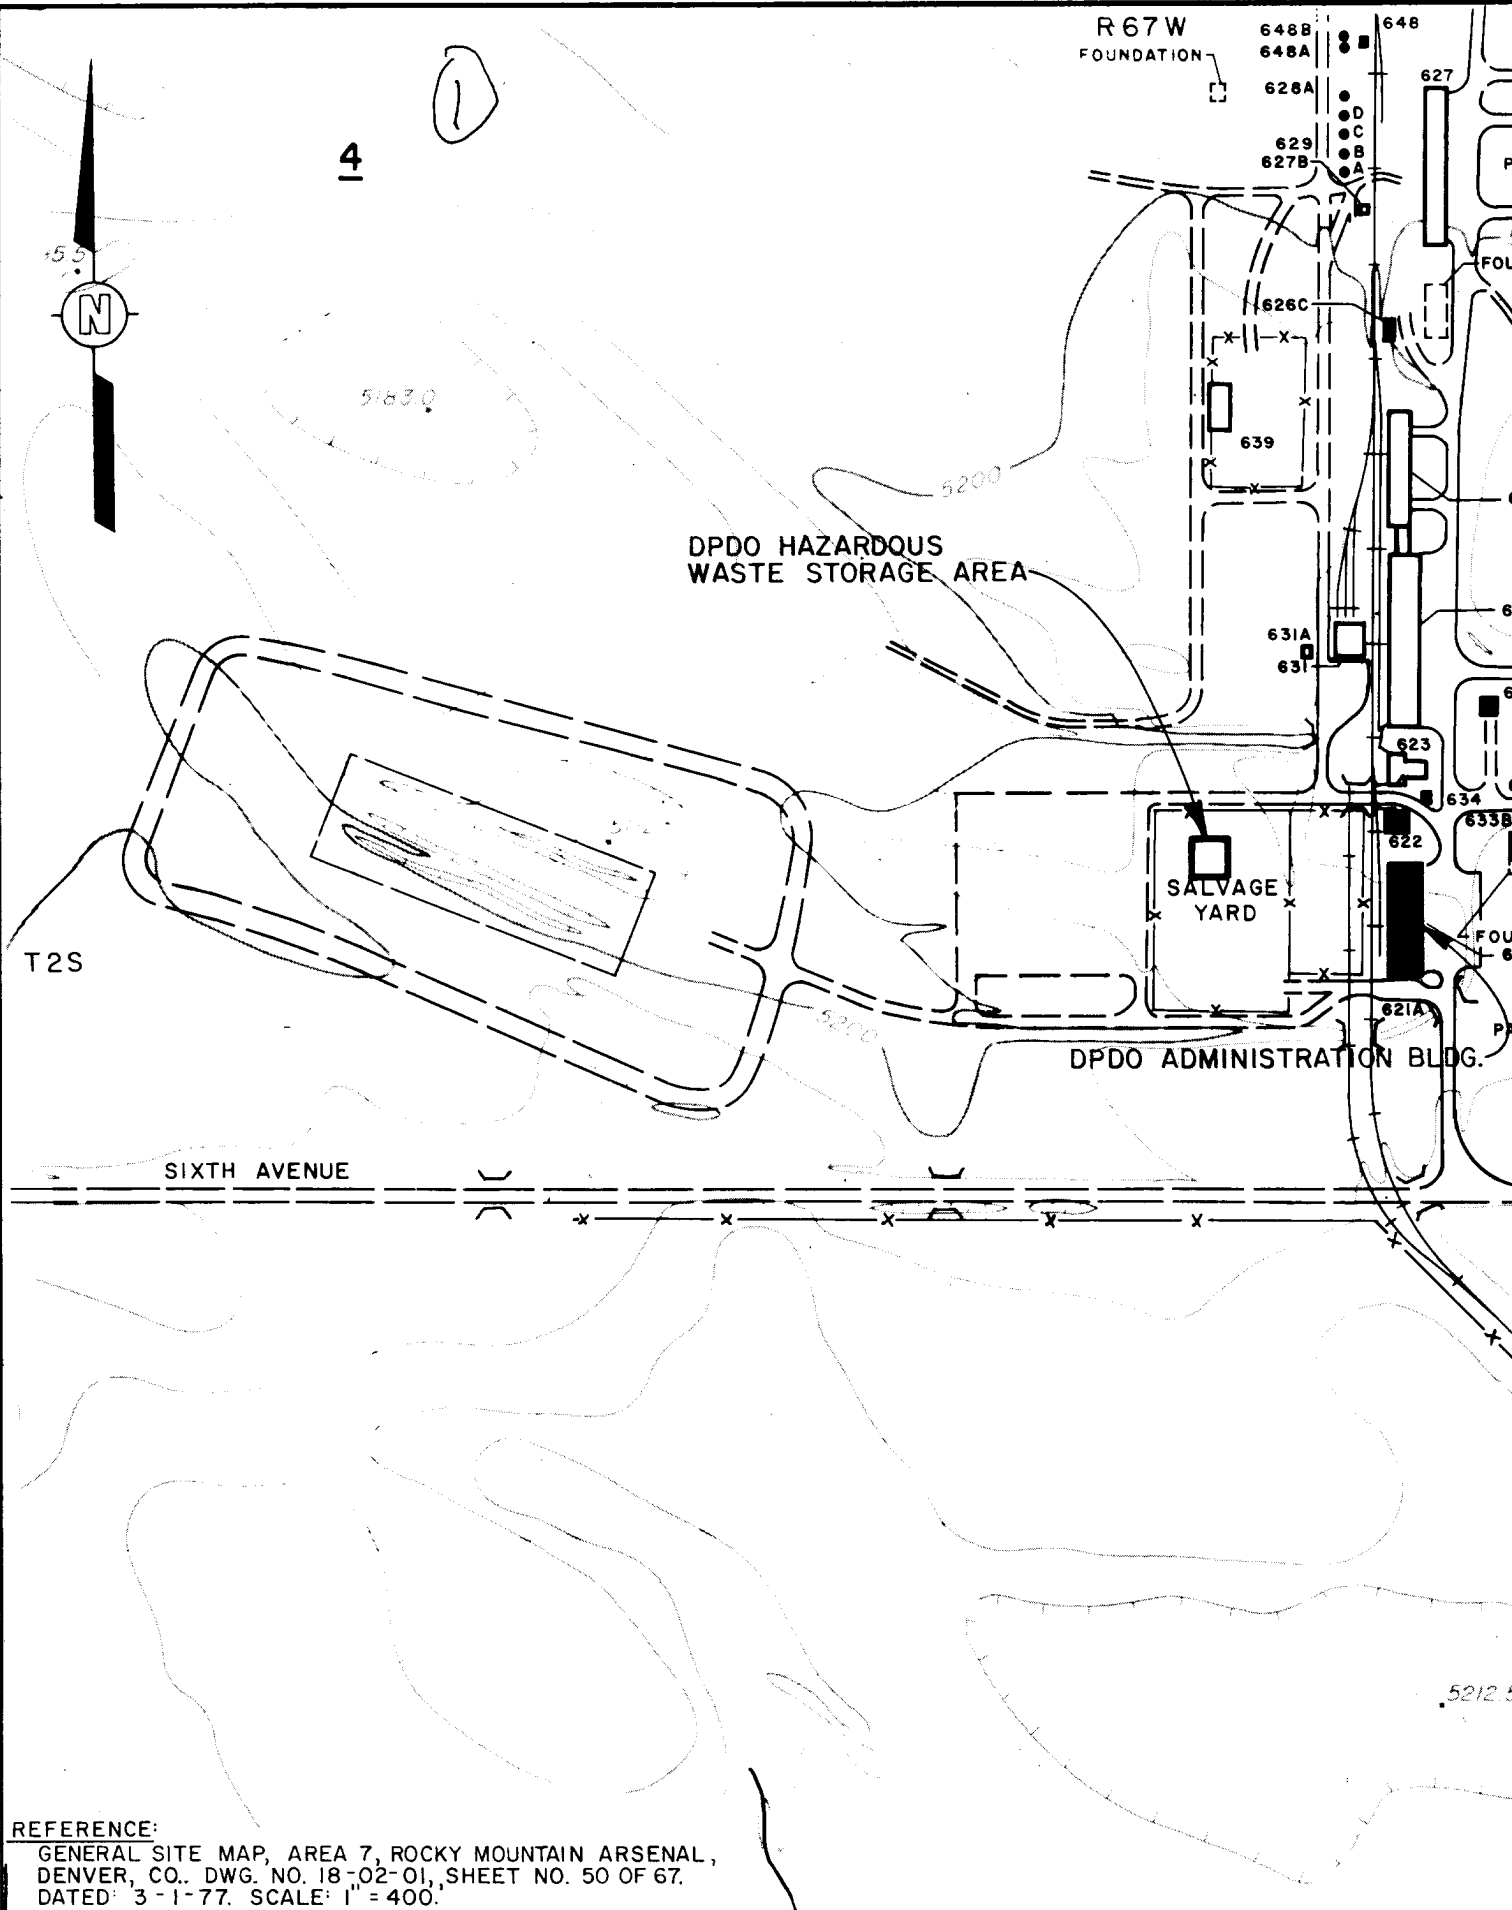 R67W
FOUNDATION
648B
648A
648
628A
627
D
C
629
B
627B
A
1
4
N
626C
5183.0
639
5200
DPDO HAZARDOUS
WASTE STORAGE AREA
631A
631
623
634
633B
622
SALVAGE
YARD
T2S
5200
621A
DPDO ADMINISTRATION BLDG.
SIXTH AVENUE
REFERENCE:
GENERAL SITE MAP, AREA 7, ROCKY MOUNTAIN ARSENAL,
DENVER, CO.. DWG. NO. 18-02-01, SHEET NO. 50 OF 67.
DATED: 3-1-77. SCALE: 1" = 400.'